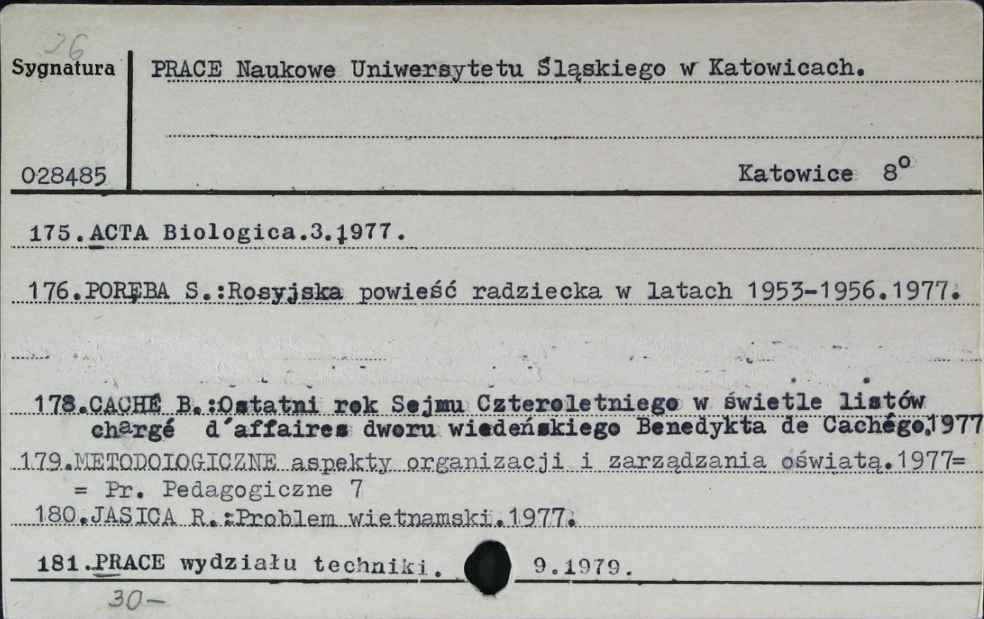 26
Sygnatura
PRACE Naukowe Uniwersytetu Śląskiego w Katowicach.
028485
Katowice 8º
175.ACTA Biologica.3.1977.
176.PORĘBA S.:Rosyjska powieść radziecka w latach 1953-1956.1977.
178.CACHÉ B.:Ostatni rok Sejmu Czteroletniego w świetle listów
chargé d'affaires dworu wiedeńskiego Benedykta de Cachégo.1977
179.METODOIOGICZNE aspekty organizacji i zarządzania oświatą.1977=
= Pr. Pedagogiczne 7
180.JASICA R.:Problem wietnamski.1977.
181.PRACE wydziału techniki. 9.1979.
30-